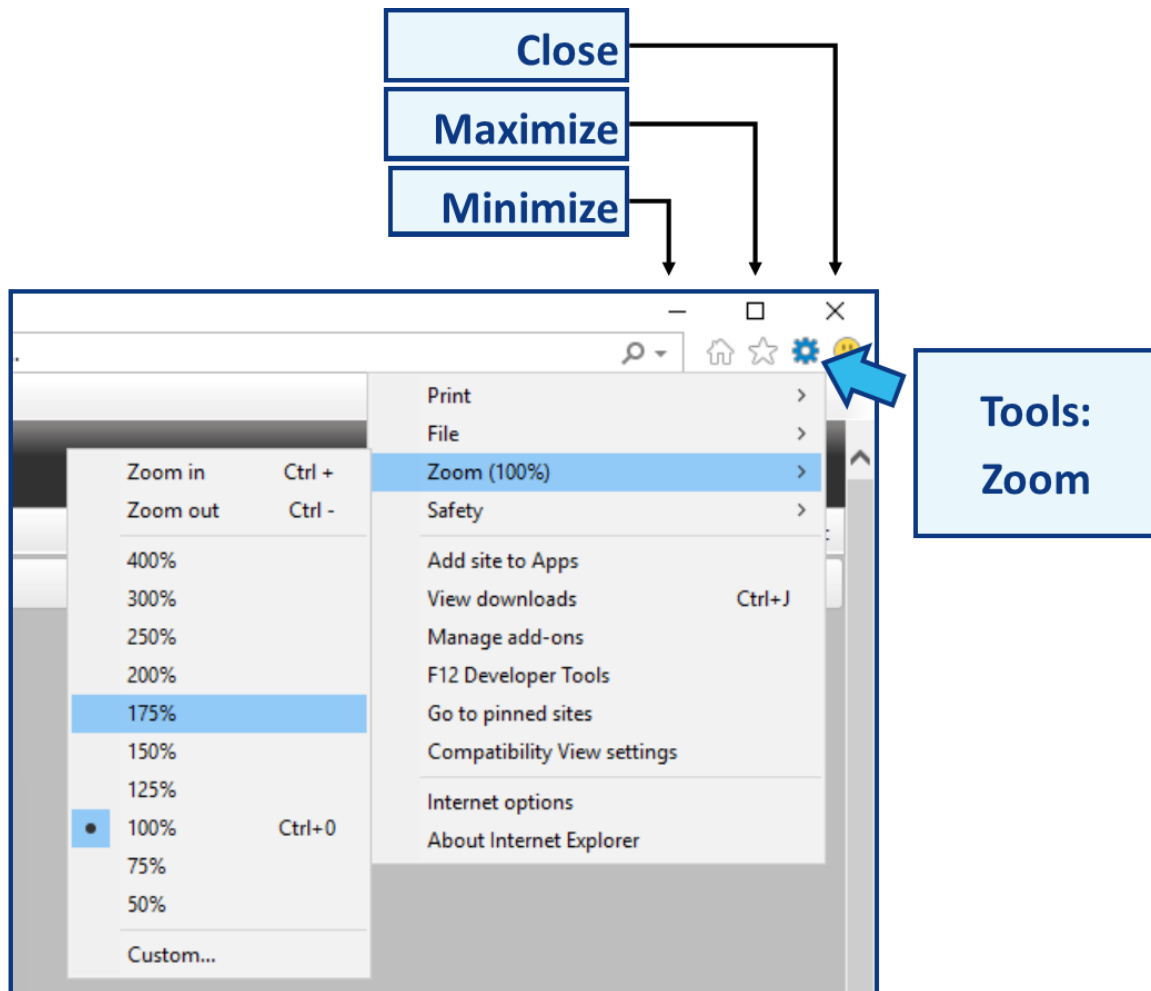 Close
Maximize
Minimize
.
Tools:
Zoom
Print
File
Zoom (100%)
Safety
Add site to Apps
View downloads Ctrl+J
Manage add-ons
F12 Developer Tools
Go to pinned sites
Compatibility View settings
Internet options
About Internet Explorer
Zoom in Ctrl +
Zoom out Ctrl -
400%
300%
250%
200%
175%
150%
125%
100% Ctrl+0
75%
50%
Custom...